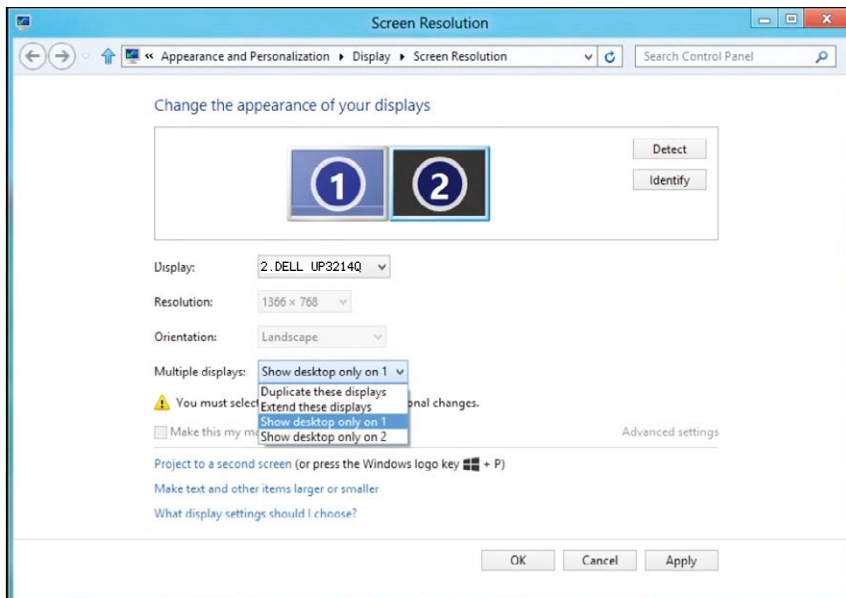 Screen Resolution
« Appearance and Personalization Display Screen Resolution
Search Control Panel
Change the appearance of your displays
1 2
Detect
Identify
Display: 2.DELL UP3214Q
Resolution: 1366 × 768
Orientation: Landscape
Multiple displays: Show desktop only on 1
Duplicate these displays
You must selec
Extend these displays
onal changes.
Show desktop only on 1
Make this my m
Show desktop only on 2
Advanced settings
Project to a second screen (or press the Windows logo key + P)
Make text and other items larger or smaller
What display settings should I choose?
OK Cancel Apply